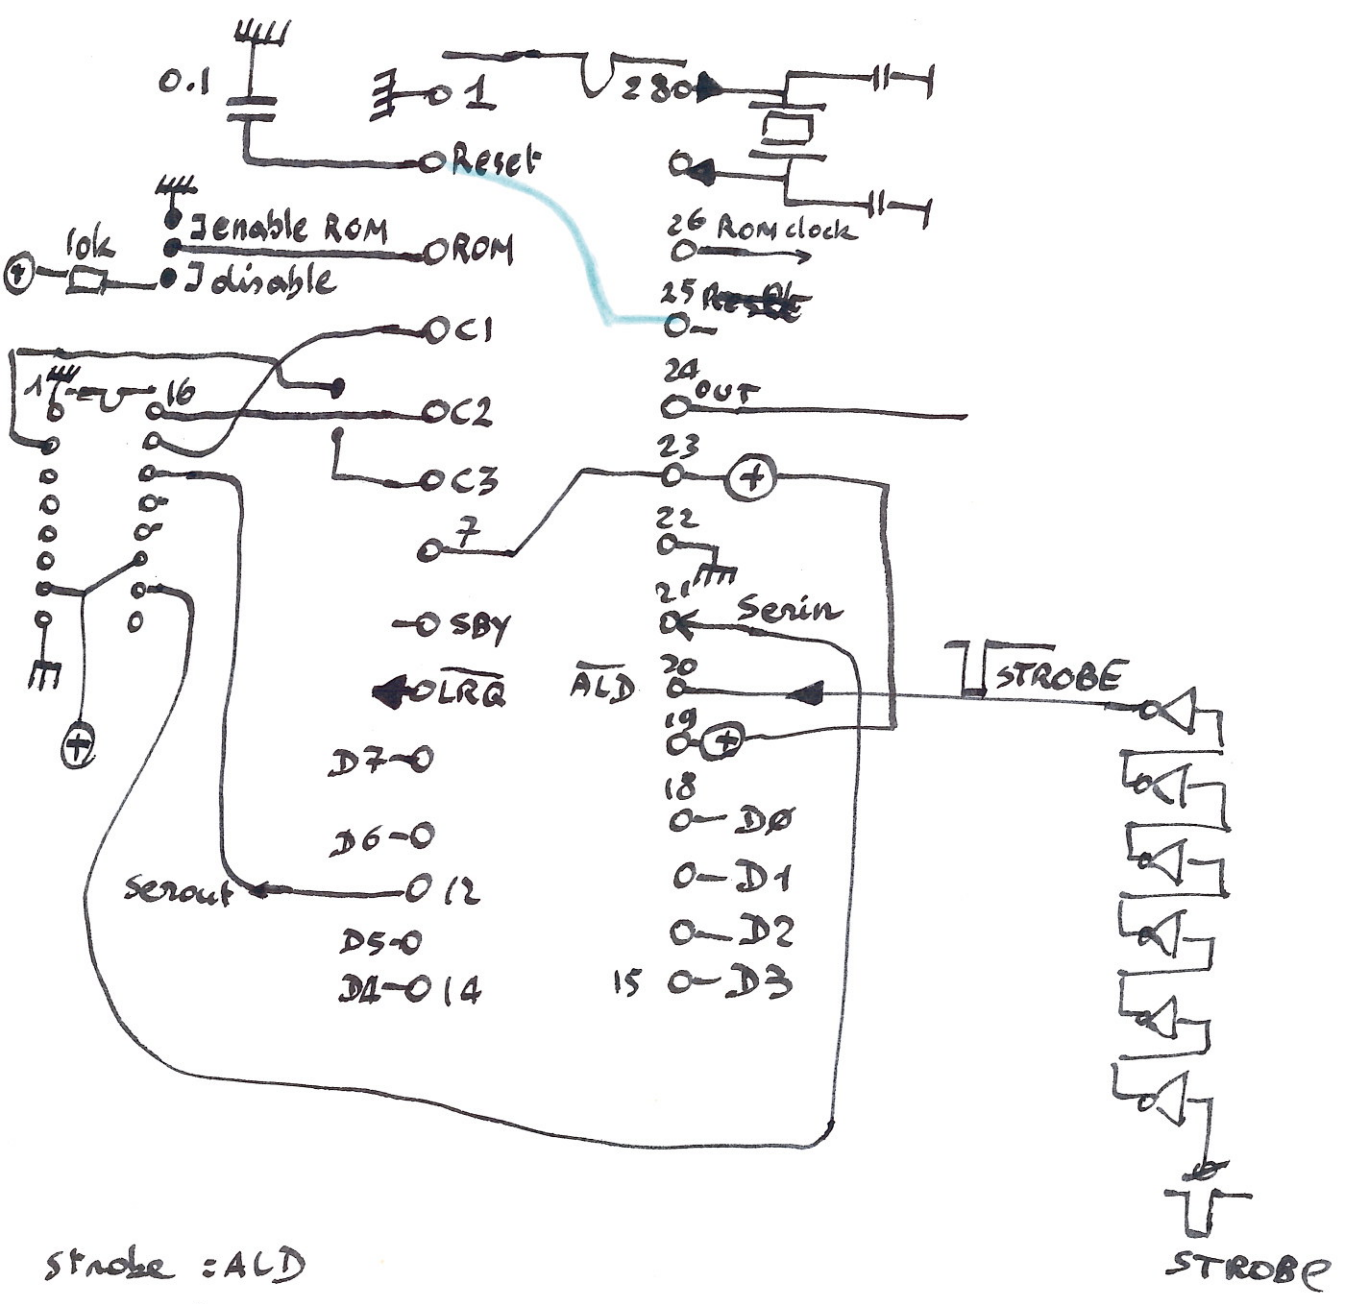 0.1
1
28
Reset
26 ROM clock
enable ROM
ROM
10k
+
disable
25
C1
24
OUT
1
16
C2
23
+
C3
7
22
21
Serin
SBY
LRQ
ALD
20
STROBE
+
19
+
D7
18
D0
D6
D1
Serout
12
D5
D2
D4
14
15
D3
STROBE
strobe = ALD